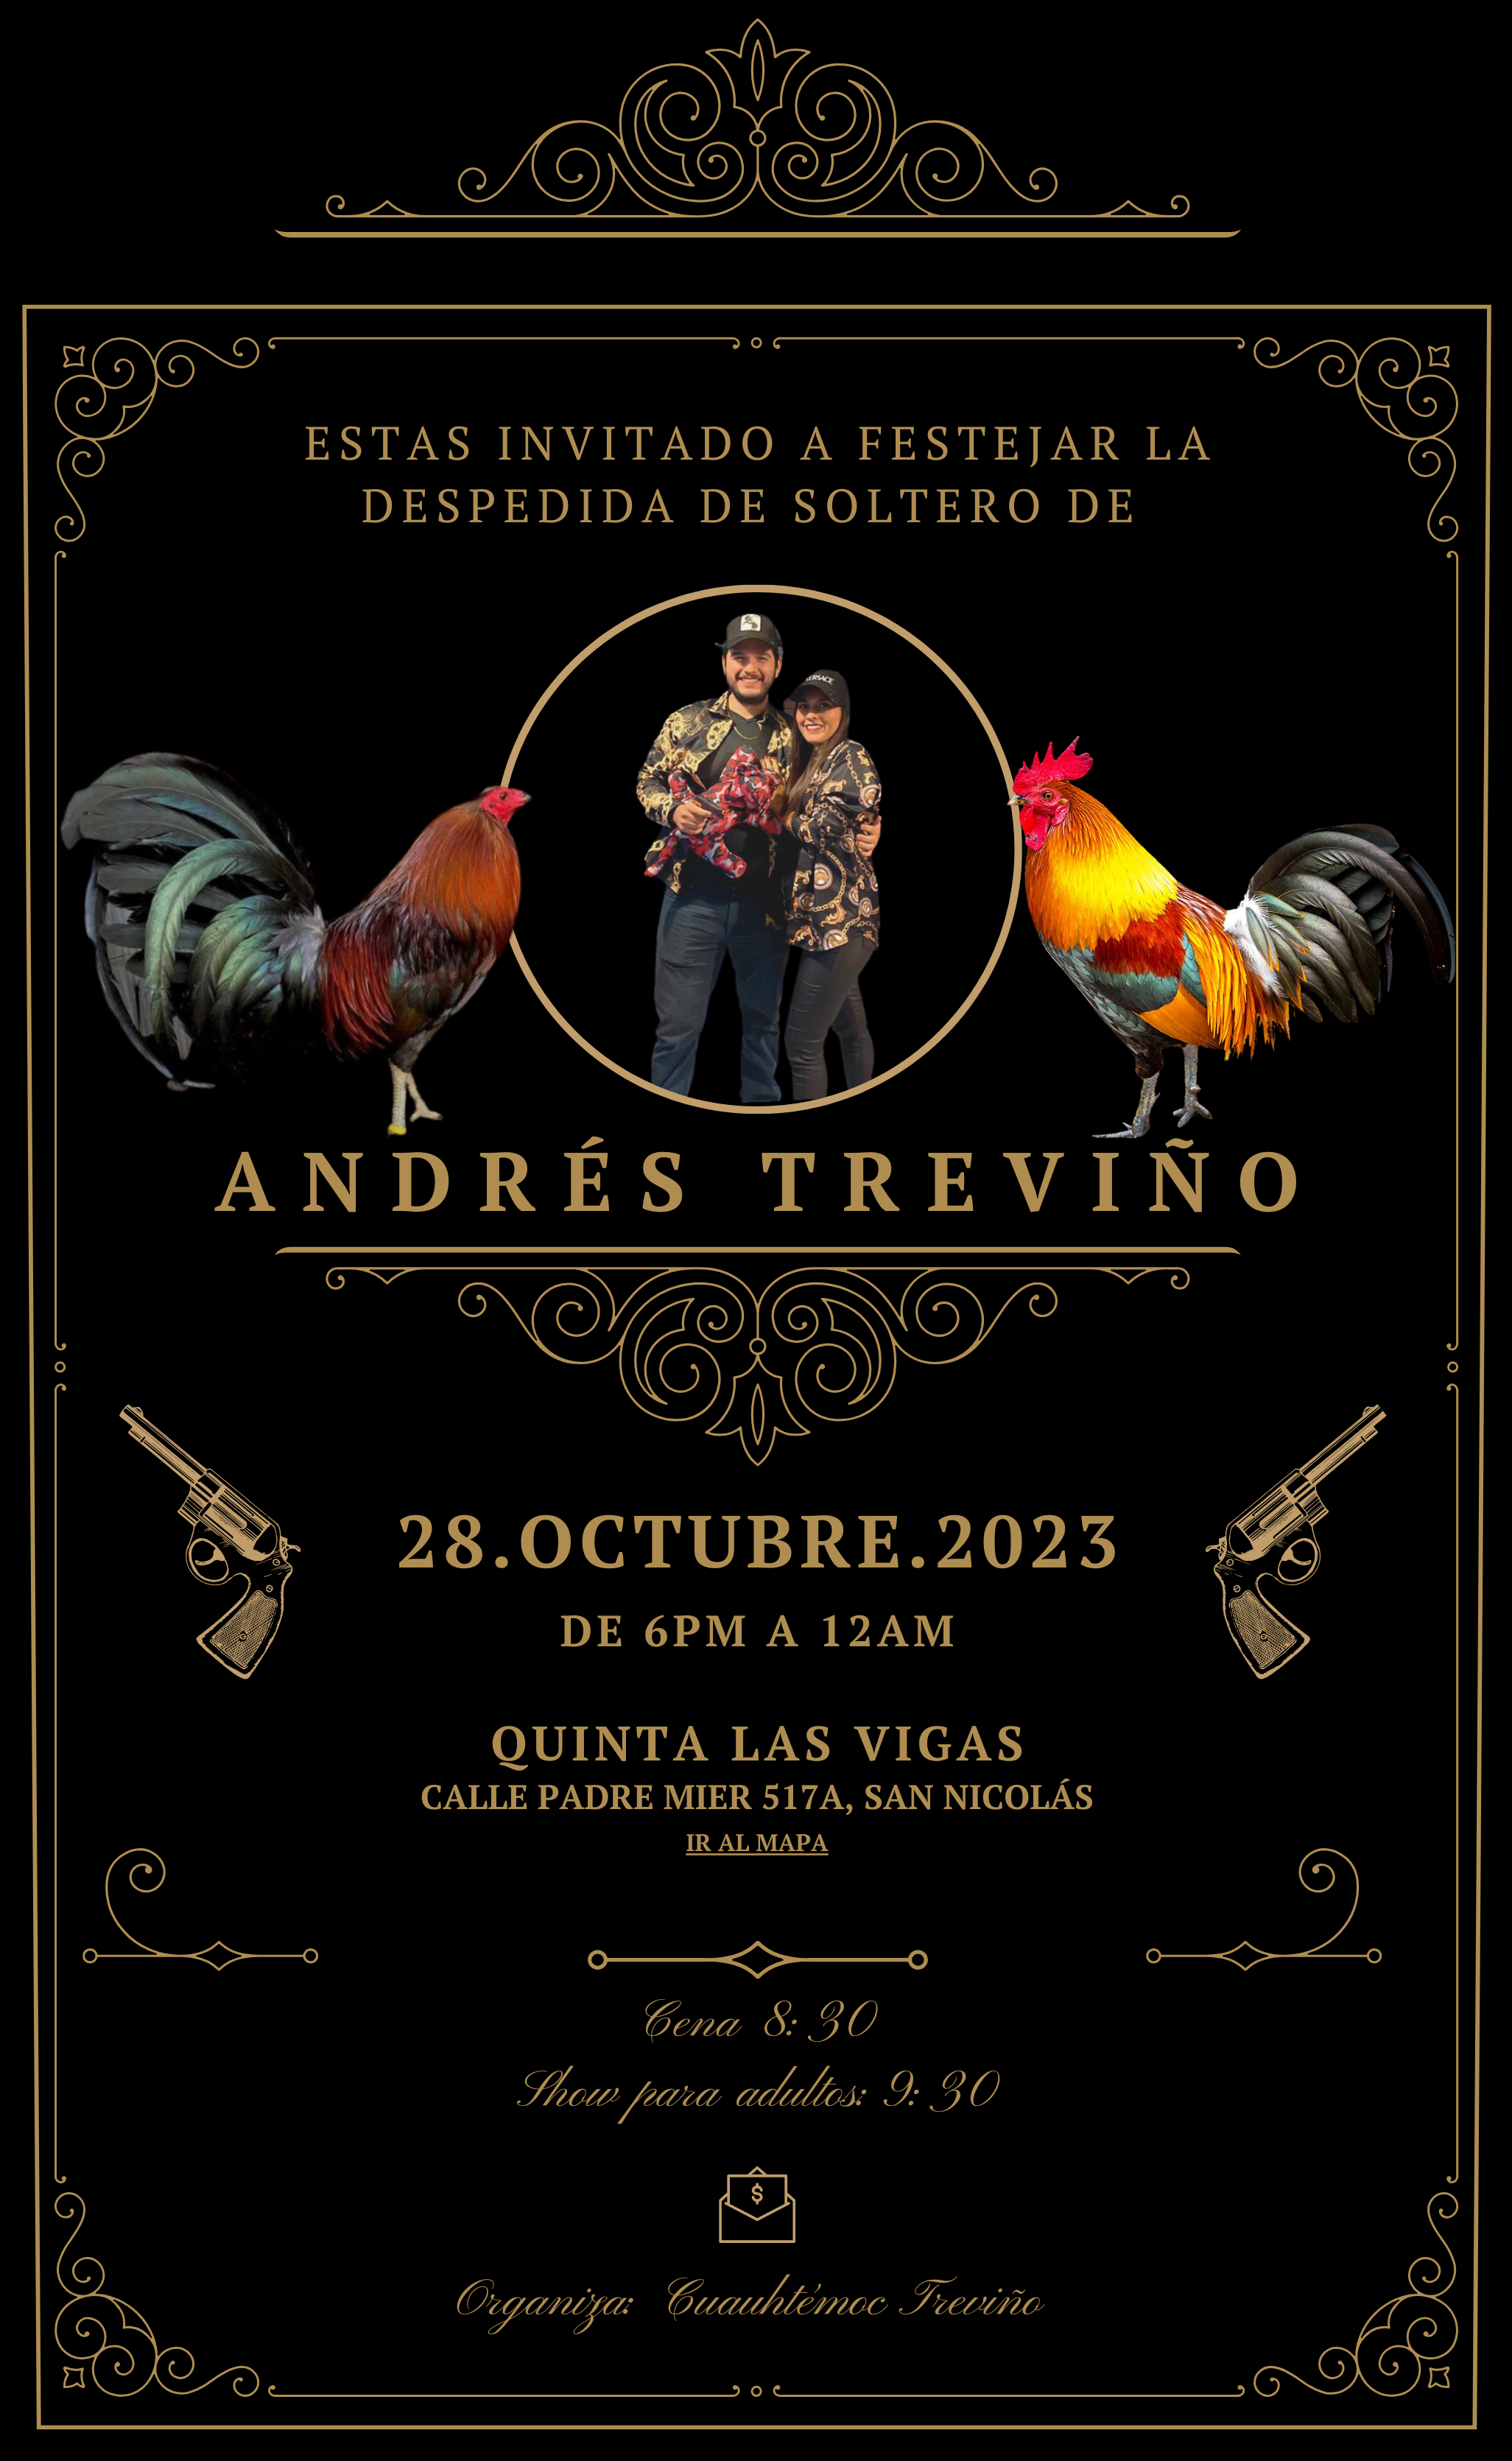 ESTAS INVITADO A FESTEJAR LA
DESPEDIDA DE SOLTERO DE
ANDRÉS TREVIÑO
28.OCTUBRE.2023
DE 6PM A 12AM
QUINTA LAS VIGAS
CALLE PADRE MIER 517A, SAN NICOLÁS
IR AL MAPA
Cena 8:30
Show para adultos: 9:30
$
Organiza: Cuauhtémoc Treviño